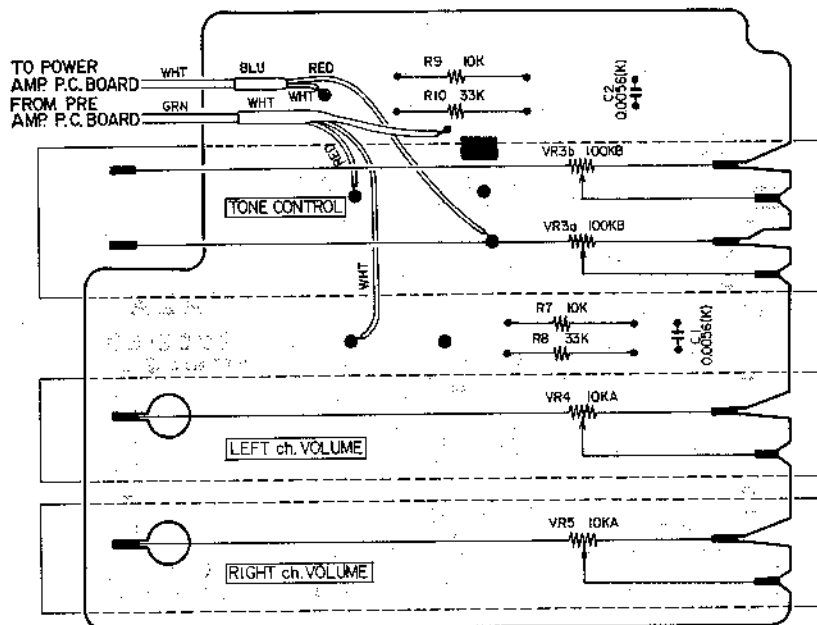 TO POWER
AMP. P.C. BOARD
WHT
BLU
RED
WHT
FROM PRE
AMP. P.C. BOARD
GRN
WHT
R9 10K
R10 33K
C2
0.0056(K)
RED
VR3b 100KB
TONE CONTROL
VR3a 100KB
WHT
R7 10K
R8 33K
C1
0.0056(K)
VR4 10KA
LEFT ch. VOLUME
VR5 10KA
RIGHT ch. VOLUME